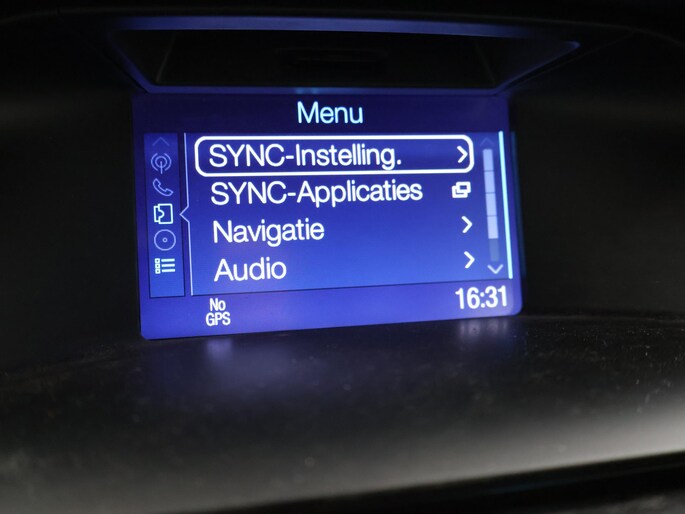 Menu
SYNC-Instelling.
SYNC-Applicaties
Navigatie
Audio
No
GPS
16:31